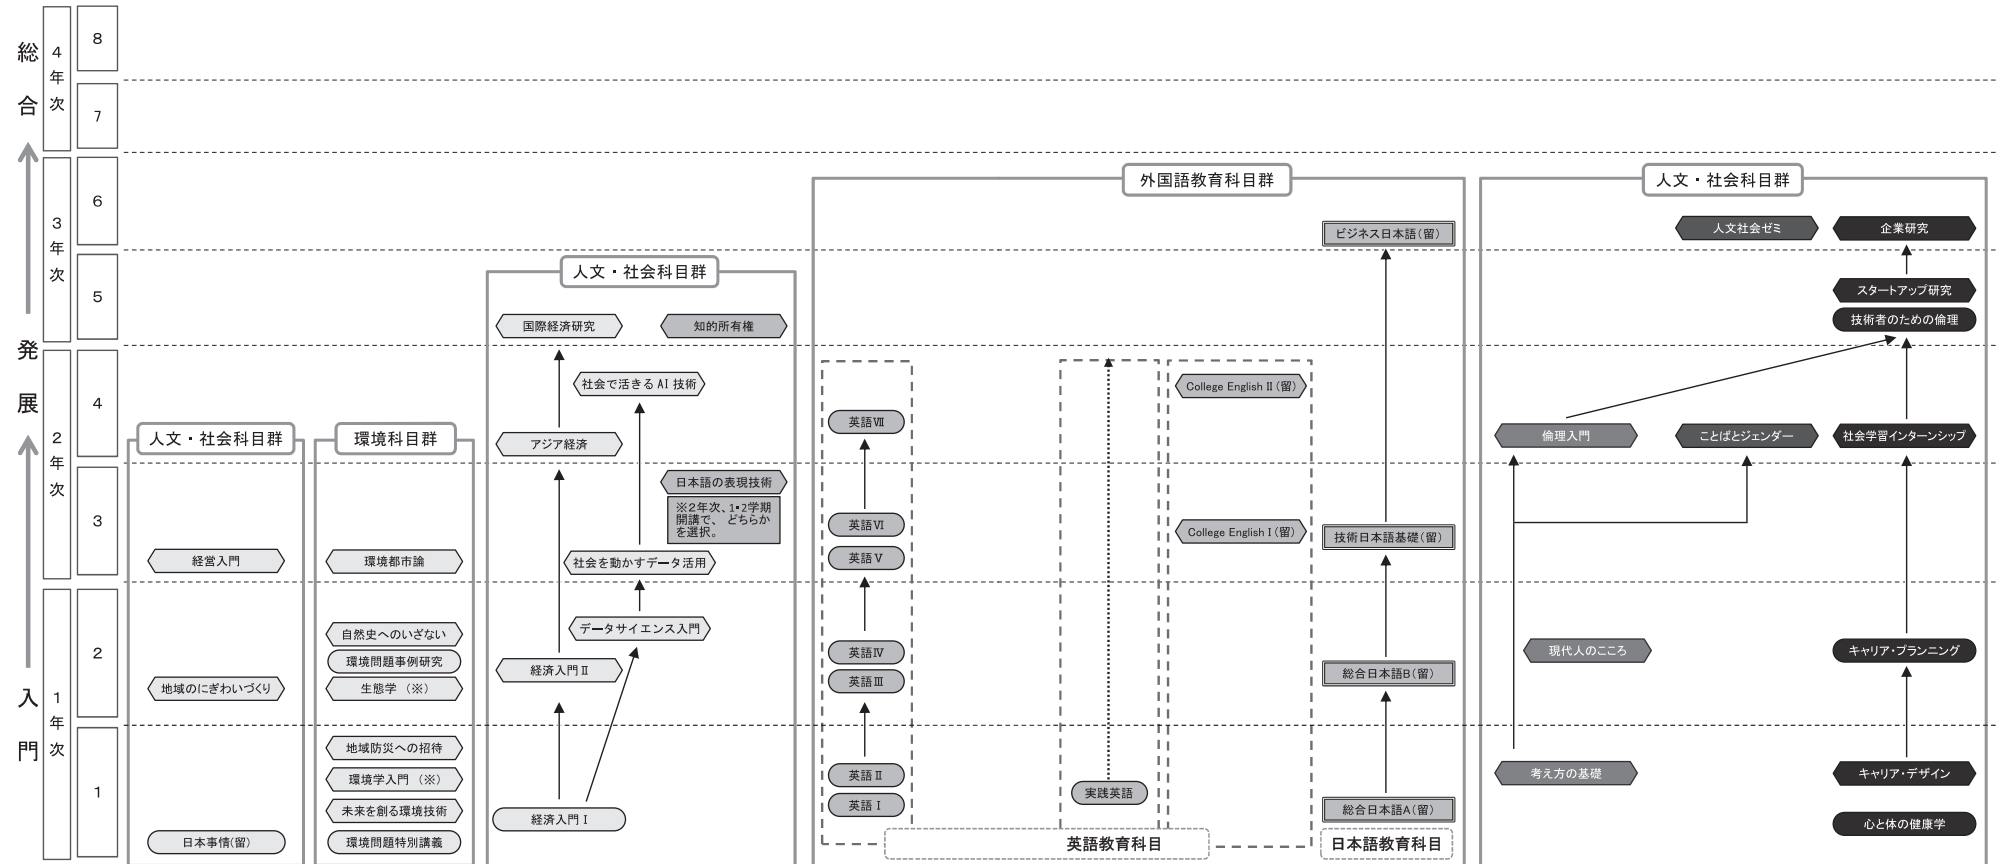 総合
発展
入門
4年次
3年次
2年次
1年次
8
7
6
5
4
3
2
1
人文・社会科目群
経営入門
地域のにぎわいづくり
日本事情(留)
環境科目群
環境都市論
自然史へのいざない
環境問題事例研究
生態学 (※)
地域防災への招待
環境学入門 (※)
未来を創る環境技術
環境問題特別講義
人文・社会科目群
国際経済研究
知的所有権
社会で活きるAI技術
アジア経済
日本語の表現技術
※2年次、1・2学期
開講で、どちらか
を選択。
社会を動かすデータ活用
データサイエンス入門
経済入門Ⅱ
経済入門Ⅰ
外国語教育科目群
英語Ⅶ
英語Ⅵ
英語Ⅴ
英語Ⅳ
英語Ⅲ
英語Ⅱ
英語Ⅰ
実践英語
College English Ⅱ(留)
College English Ⅰ(留)
英語教育科目
ビジネス日本語(留)
技術日本語基礎(留)
総合日本語B(留)
総合日本語A(留)
日本語教育科目
人文・社会科目群
人文社会ゼミ
企業研究
スタートアップ研究
技術者のための倫理
倫理入門
ことばとジェンダー
社会学習インターンシップ
現代人のこころ
キャリア・プランニング
考え方の基礎
キャリア・デザイン
心と体の健康学